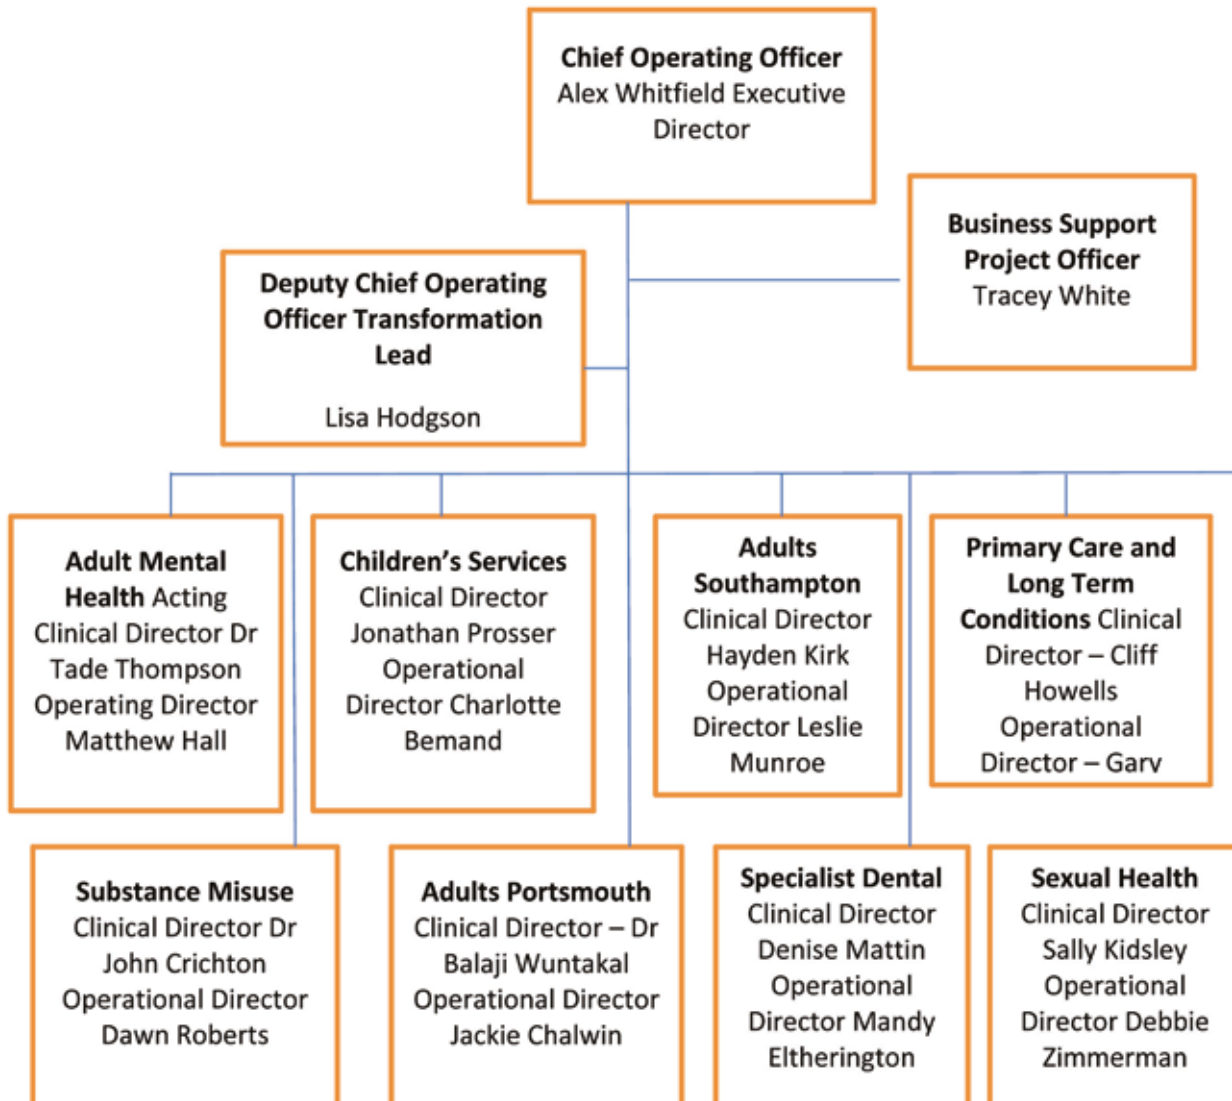 Chief Operating Officer
Alex Whitfield Executive
Director
Business Support
Project Officer
Tracey White
Deputy Chief Operating
Officer Transformation
Lead
Lisa Hodgson
Adult Mental
Health Acting
Clinical Director Dr
Tade Thompson
Operating Director
Matthew Hall
Children’s Services
Clinical Director
Jonathan Prosser
Operational
Director Charlotte
Bemand
Adults
Southampton
Clinical Director
Hayden Kirk
Operational
Director Leslie
Munroe
Primary Care and
Long Term
Conditions Clinical
Director – Cliff
Howells
Operational
Director – Gary
Substance Misuse
Clinical Director Dr
John Crichton
Operational Director
Dawn Roberts
Adults Portsmouth
Clinical Director – Dr
Balaji Wuntakal
Operational Director
Jackie Chalwin
Specialist Dental
Clinical Director
Denise Mattin
Operational
Director Mandy
Eltherington
Sexual Health
Clinical Director
Sally Kidsley
Operational
Director Debbie
Zimmerman